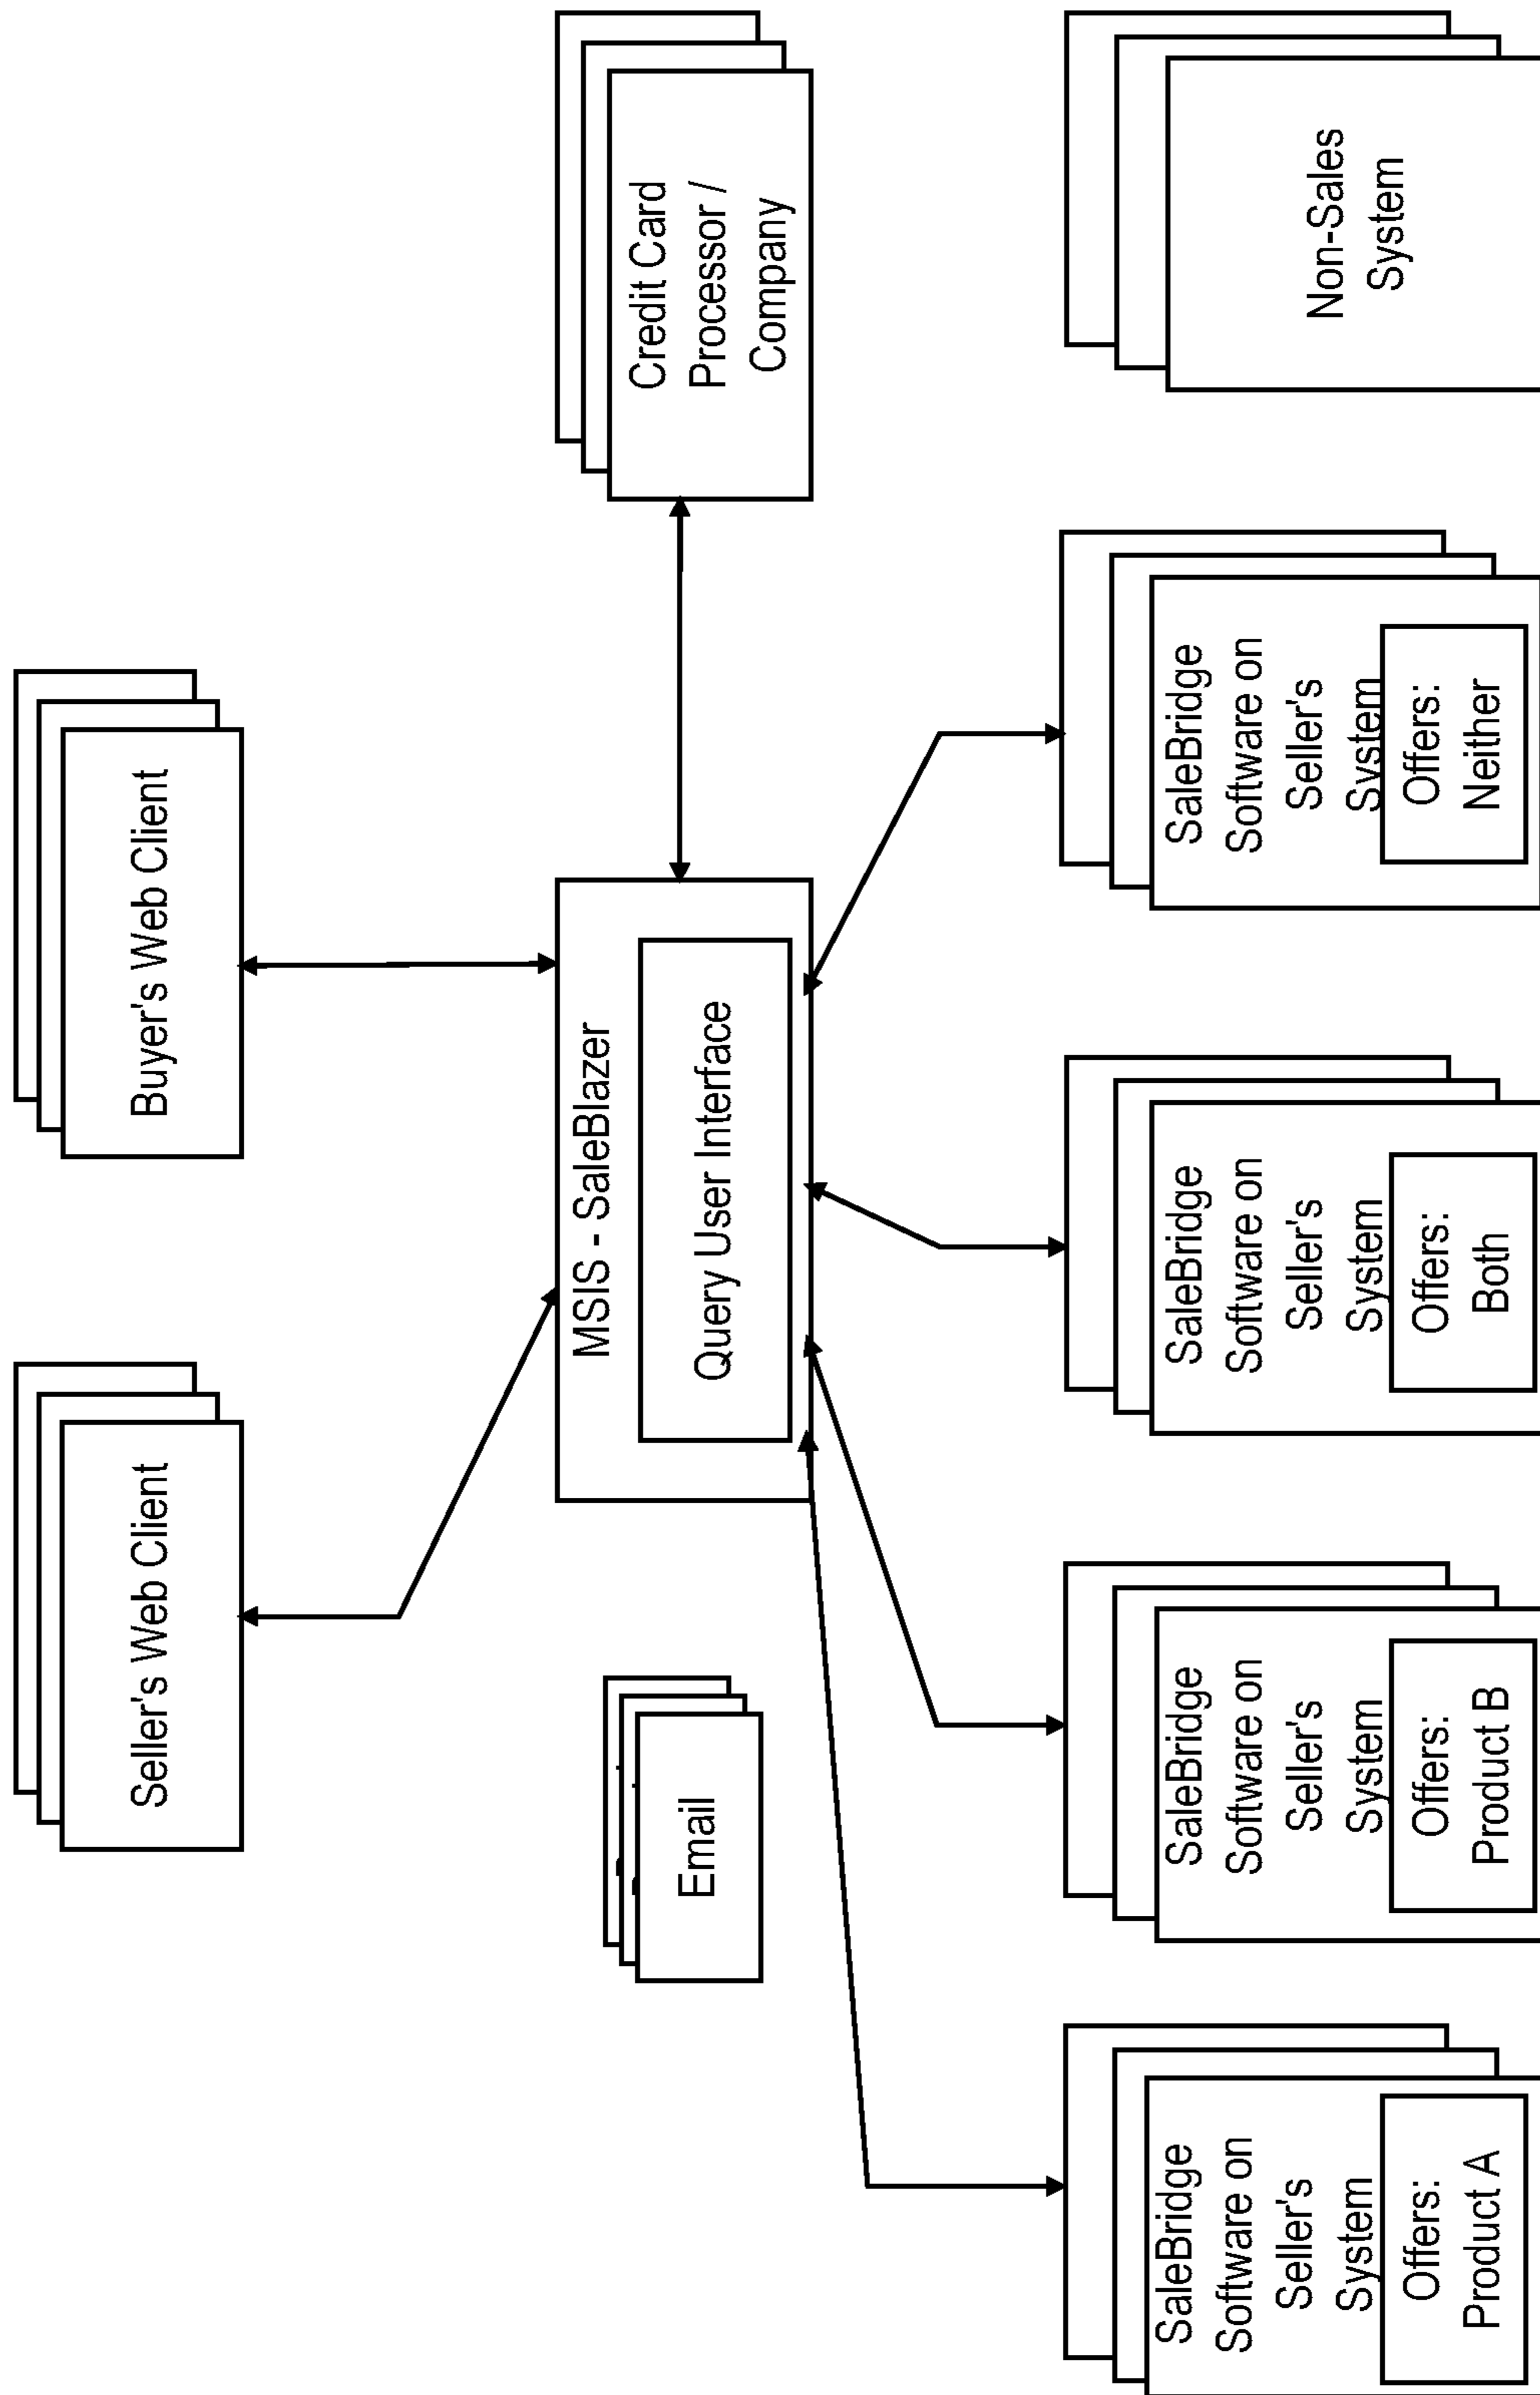 Seller's Web Client
Buyer's Web Client
MSIS - SaleBlazer
Query User Interface
Email
Credit Card
Processor /
Company
SaleBridge
Software on
Seller's
System
Offers:
Product A
SaleBridge
Software on
Seller's
System
Offers:
Product B
SaleBridge
Software on
Seller's
System
Offers:
Both
SaleBridge
Software on
Seller's
System
Offers:
Neither
Non-Sales
System